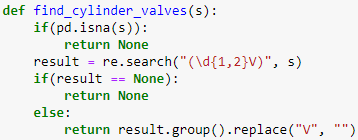 def find_cylinder_valves(s):
    if(pd.isna(s)):
        return None
    result = re.search("(\d{1,2}V)", s)
    if(result == None):
        return None
    else:
        return result.group().replace("V", "")